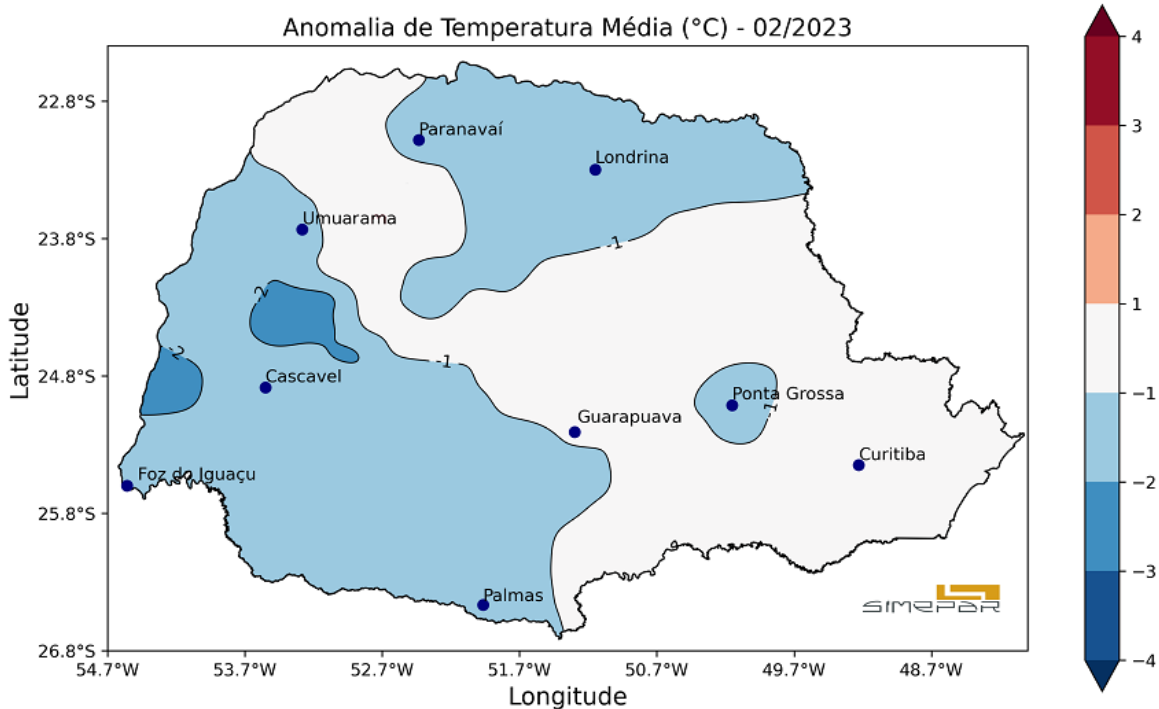 Anomalia de Temperatura Média (°C) - 02/2023
4
3
2
1
−1
−2
−3
−4
22.8°S
23.8°S
24.8°S
25.8°S
26.8°S
Latitude
Paranavaí
Londrina
Umuarama
-1
-2
-2
-1
Cascavel
Ponta Grossa
-1
Guarapuava
Curitiba
Foz do Iguaçu
Palmas
SIMEPAR
54.7°W
53.7°W
52.7°W
51.7°W
50.7°W
49.7°W
48.7°W
Longitude